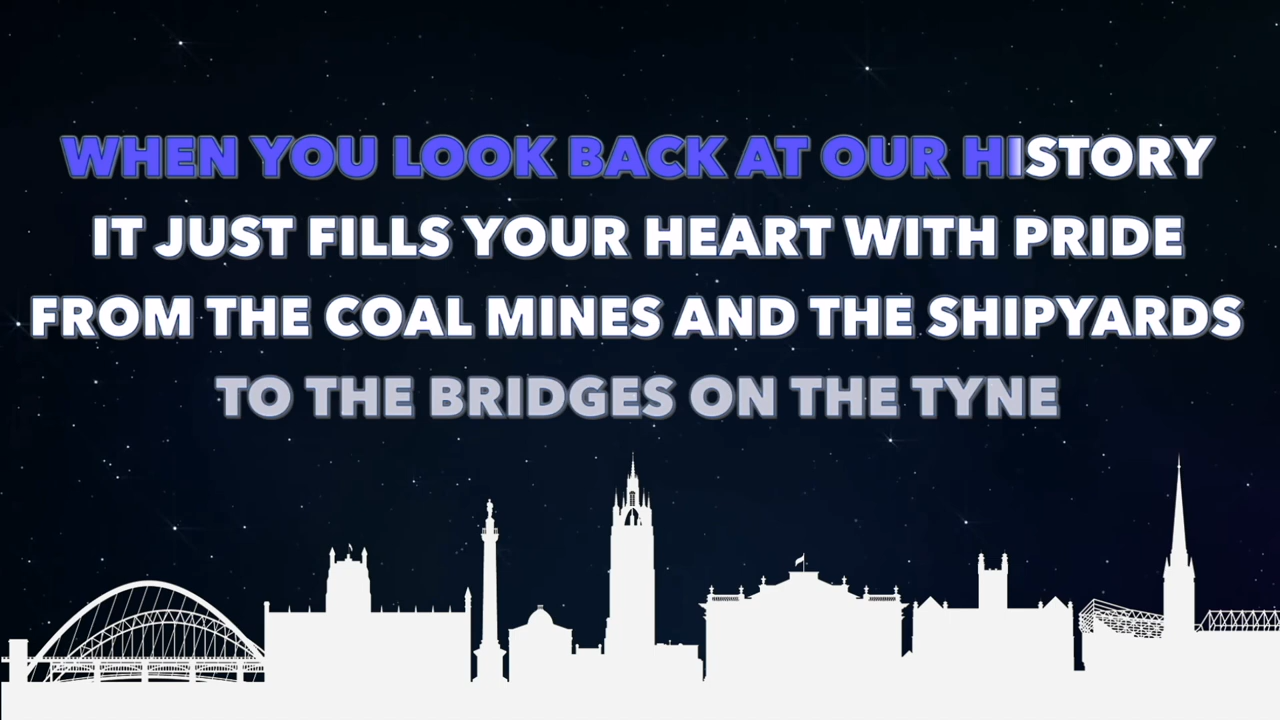 WHEN YOU LOOK BACK AT OUR HISTORY
IT JUST FILLS YOUR HEART WITH PRIDE
FROM THE COAL MINES AND THE SHIPYARDS
TO THE BRIDGES ON THE TYNE